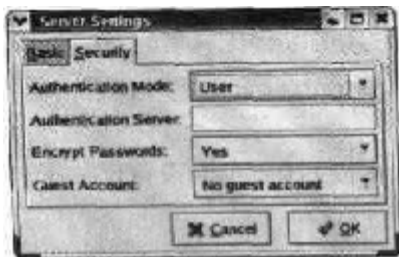 Server Settings
Basic Security
Authentication Mode: User
Authentication Server:
Encrypt Passwords: Yes
Guest Account: No guest account
Cancel OK